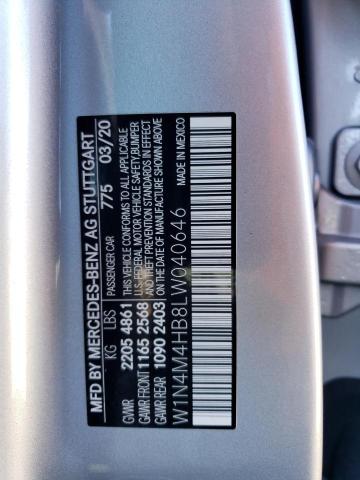 MFD BY MERCEDES-BENZ AG STUTTGART
PASSENGER CAR 775 03/20
KG LBS
GVWR 2205 4861
GAWR FRONT 1165 2568
GAWR REAR 1090 2403
THIS VEHICLE CONFORMS TO ALL APPLICABLE
U.S. FEDERAL MOTOR VEHICLE SAFETY, BUMPER
AND THEFT PREVENTION STANDARDS IN EFFECT
ON THE DATE OF MANUFACTURE SHOWN ABOVE
W1N4M4HB8LW040646 MADE IN MEXICO